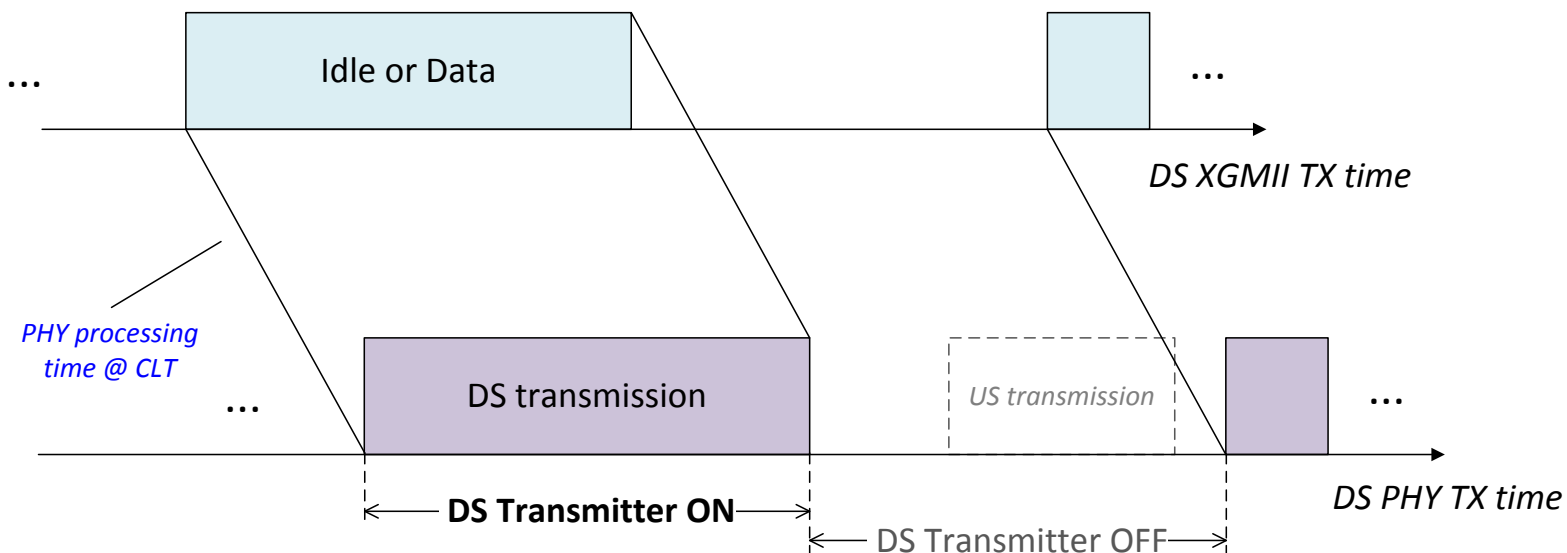 ...
Idle or Data
...
DS XGMII TX time
PHY processing
time @ CLT
...
DS transmission
US transmission
...
DS PHY TX time
DS Transmitter ON
DS Transmitter OFF